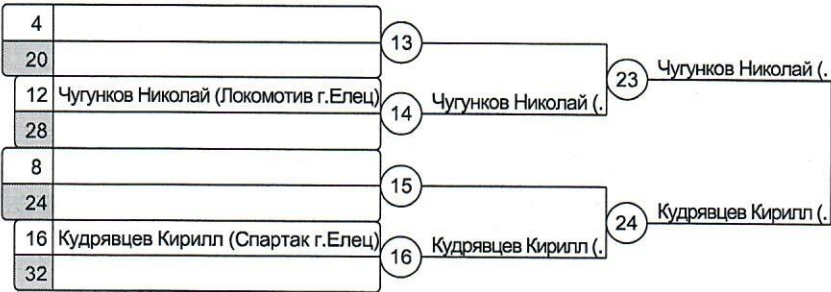 4
13
20
23 Чугунков Николай (.
12 Чугунков Николай (Локомотив г.Елец)
14 Чугунков Николай (.
28
8
15
24
24 Кудрявцев Кирилл (.
16 Кудрявцев Кирилл (Спартак г.Елец)
16 Кудрявцев Кирилл (.
32